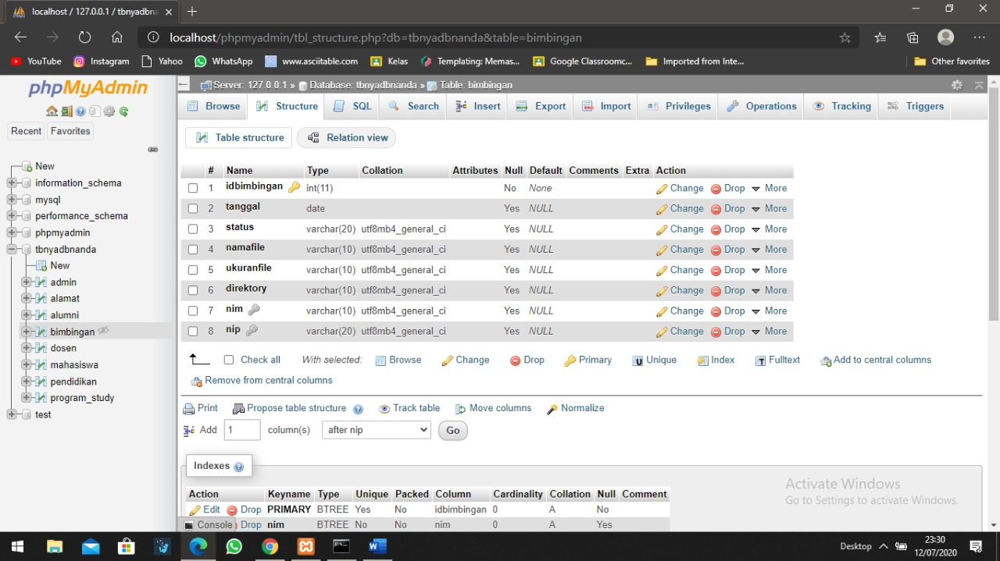 localhost / 127.0.0.1 / tbnyadbna
localhost/phpmyadmin/tbl_structure.php?db=tbnyadbnanda&table=bimbingan
YouTube Instagram Yahoo WhatsApp www.asciitable.com Kelas Templating: Memas... Google Classroomc... Imported from Inte... Other favorites
phpMyAdmin
Recent Favorites
New
information_schema
mysql
performance_schema
phpmyadmin
tbnyadbnanda
New
admin
alamat
alumni
bimbingan
dosen
mahasiswa
pendidikan
program_study
test
Server: 127.0.0.1 » Database: tbnyadbnanda » Table: bimbingan
Browse Structure SQL Search Insert Export Import Privileges Operations Tracking Triggers
Table structure Relation view
# Name Type Collation Attributes Null Default Comments Extra Action
1 idbimbingan int(11) No None Change Drop More
2 tanggal date Yes NULL Change Drop More
3 status varchar(20) utf8mb4_general_ci Yes NULL Change Drop More
4 namafile varchar(10) utf8mb4_general_ci Yes NULL Change Drop More
5 ukuranfile varchar(10) utf8mb4_general_ci Yes NULL Change Drop More
6 direktory varchar(10) utf8mb4_general_ci Yes NULL Change Drop More
7 nim varchar(10) utf8mb4_general_ci Yes NULL Change Drop More
8 nip varchar(20) utf8mb4_general_ci Yes NULL Change Drop More
Check all With selected: Browse Change Drop Primary Unique Index Fulltext Add to central columns
Remove from central columns
Print Propose table structure Track table Move columns Normalize
Add 1 column(s) after nip Go
Indexes
Action Keyname Type Unique Packed Column Cardinality Collation Null Comment
Edit Drop PRIMARY BTREE Yes No idbimbingan 0 A No
Console Drop nim BTREE No No nim 0 A Yes
Activate Windows
Go to Settings to activate Windows.
Desktop
23:30
12/07/2020